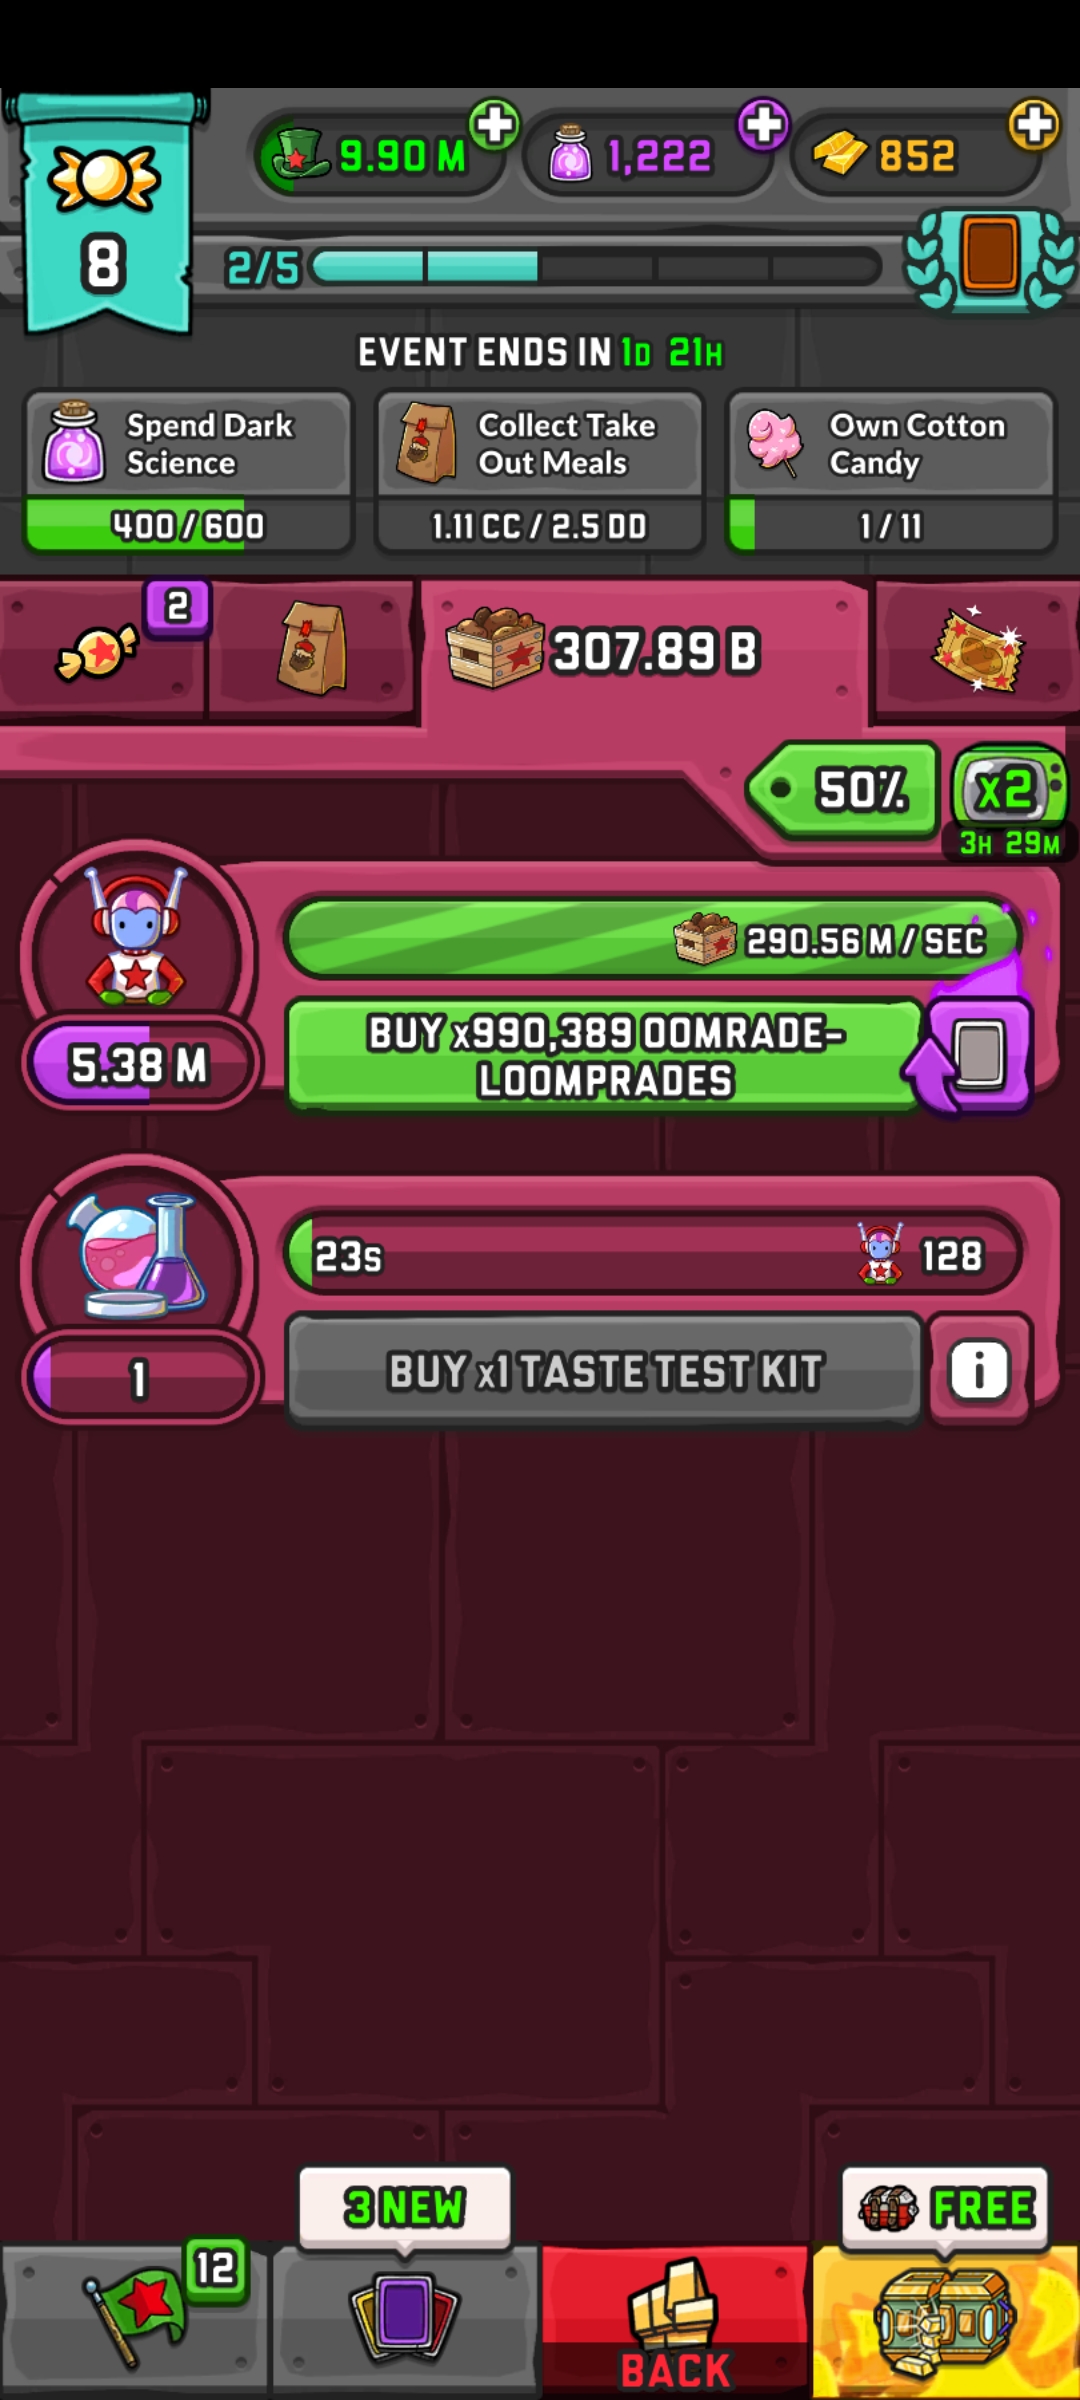 9.90 M
1,222
852
8
2/5
EVENT ENDS IN 1D 21H
Spend Dark
Science
400 / 600
Collect Take
Out Meals
1.11 CC / 2.5 DD
Own Cotton
Candy
1 / 11
2
307.89 B
50%
x2
3H 29M
290.56 M / SEC
5.38 M
BUY x990,389 OOMRADE-
LOOMPRADES
23s
128
1
BUY x1 TASTE TEST KIT
i
3 NEW
FREE
12
BACK